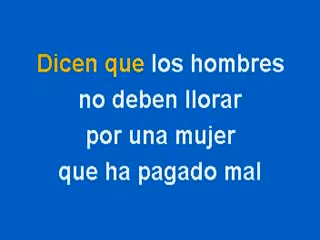 Dicen que los hombres
no deben llorar
por una mujer
que ha pagado mal